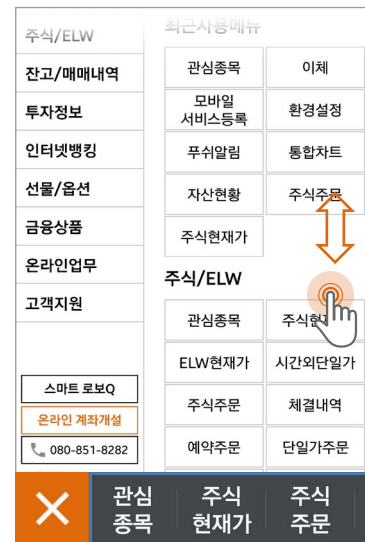 주식/ELW
잔고/매매내역
투자정보
인터넷뱅킹
선물/옵션
금융상품
온라인업무
고객지원
스마트 로보Q
온라인 계좌개설
080-851-8282
최근사용메뉴
관심종목 이체
모바일
서비스등록 환경설정
푸쉬알림 통합차트
자산현황 주식주문
주식현재가
주식/ELW
관심종목 주식현
ELW현재가 시간외단일가
주식주문 체결내역
예약주문 단일가주문
관심 주식 주식
종목 현재가 주문